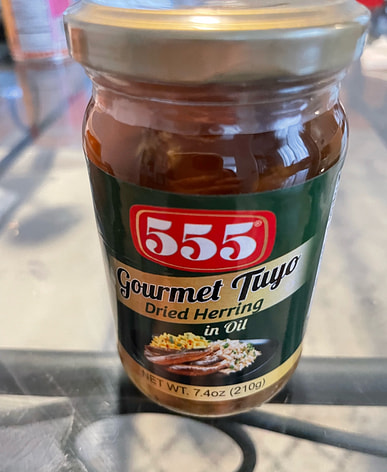 555®
Gourmet Tuyo
Dried Herring
in Oil
NET WT. 7.4oz (210g)